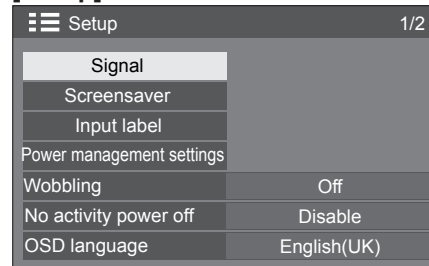 Setup 1/2
Signal
Screensaver
Input label
Power management settings
Wobbling Off
No activity power off Disable
OSD language English(UK)